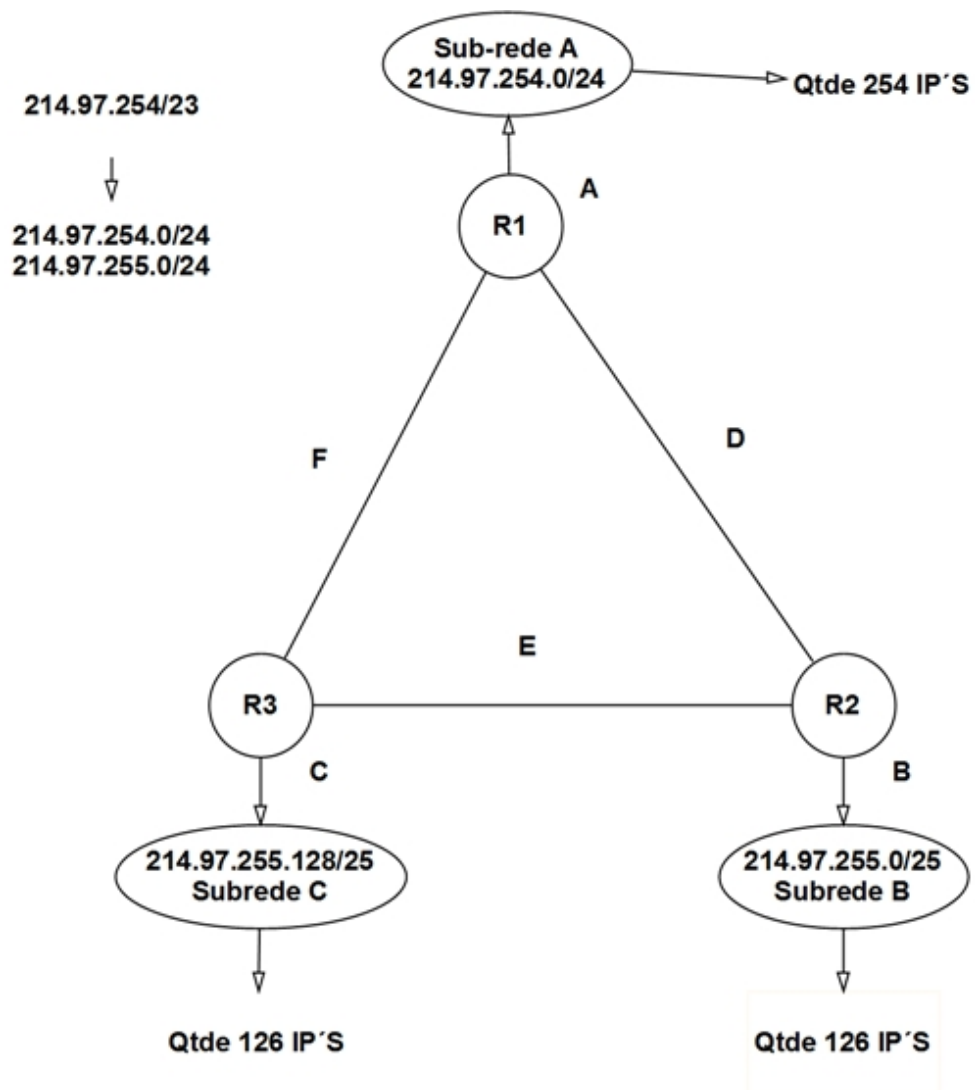 Sub-rede A
214.97.254.0/24
Qtde 254 IP´S
214.97.254/23
214.97.254.0/24
214.97.255.0/24
A
R1
F
D
E
R3
R2
C
B
214.97.255.128/25
Subrede C
214.97.255.0/25
Subrede B
Qtde 126 IP´S
Qtde 126 IP´S